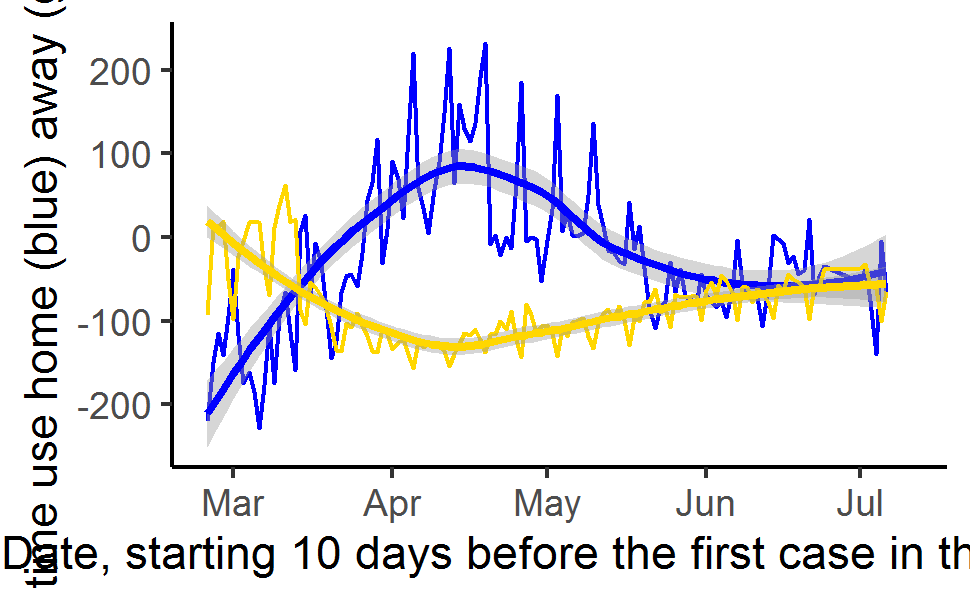 time use home (blue) away (
200
100
0
-100
-200
Mar Apr May Jun Jul
Date, starting 10 days before the first case in th